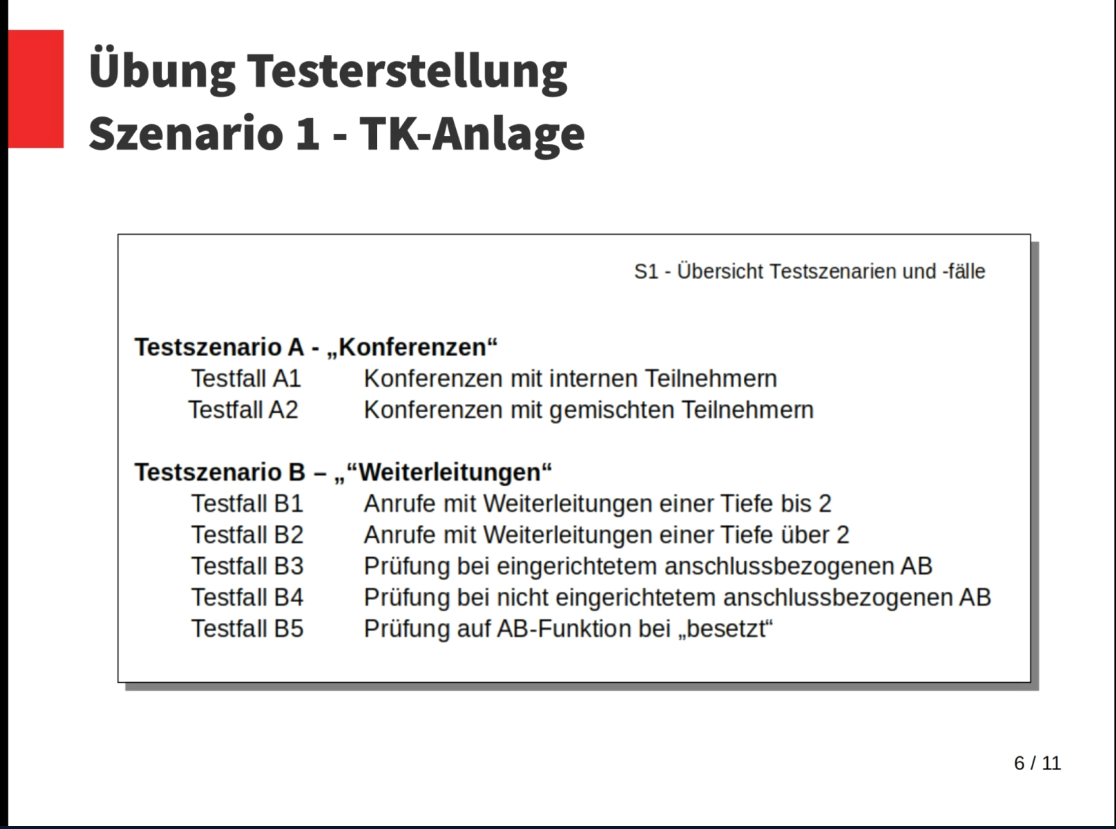 Übung Testerstellung
Szenario 1 - TK-Anlage
S1 - Übersicht Testszenarien und -fälle
Testszenario A - „Konferenzen“
Testfall A1 Konferenzen mit internen Teilnehmern
Testfall A2 Konferenzen mit gemischten Teilnehmern
Testszenario B – „“Weiterleitungen“
Testfall B1 Anrufe mit Weiterleitungen einer Tiefe bis 2
Testfall B2 Anrufe mit Weiterleitungen einer Tiefe über 2
Testfall B3 Prüfung bei eingerichtetem anschlussbezogenen AB
Testfall B4 Prüfung bei nicht eingerichtetem anschlussbezogenen AB
Testfall B5 Prüfung auf AB-Funktion bei „besetzt“
6 / 11